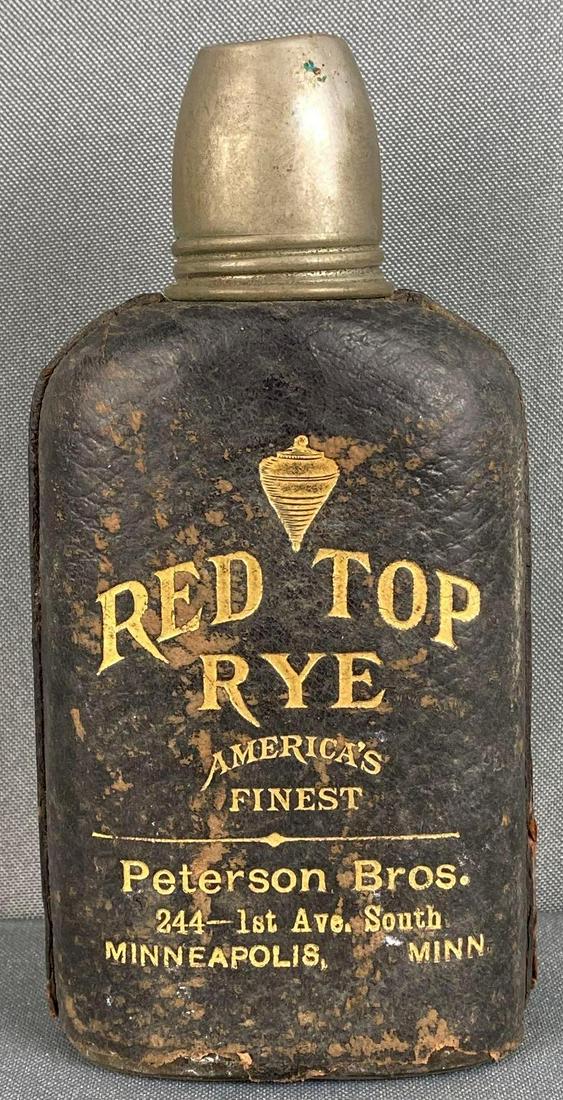 RED TOP
RYE
AMERICA'S
FINEST
Peterson Bros.
244-1st Ave. South
MINNEAPOLIS, MINN